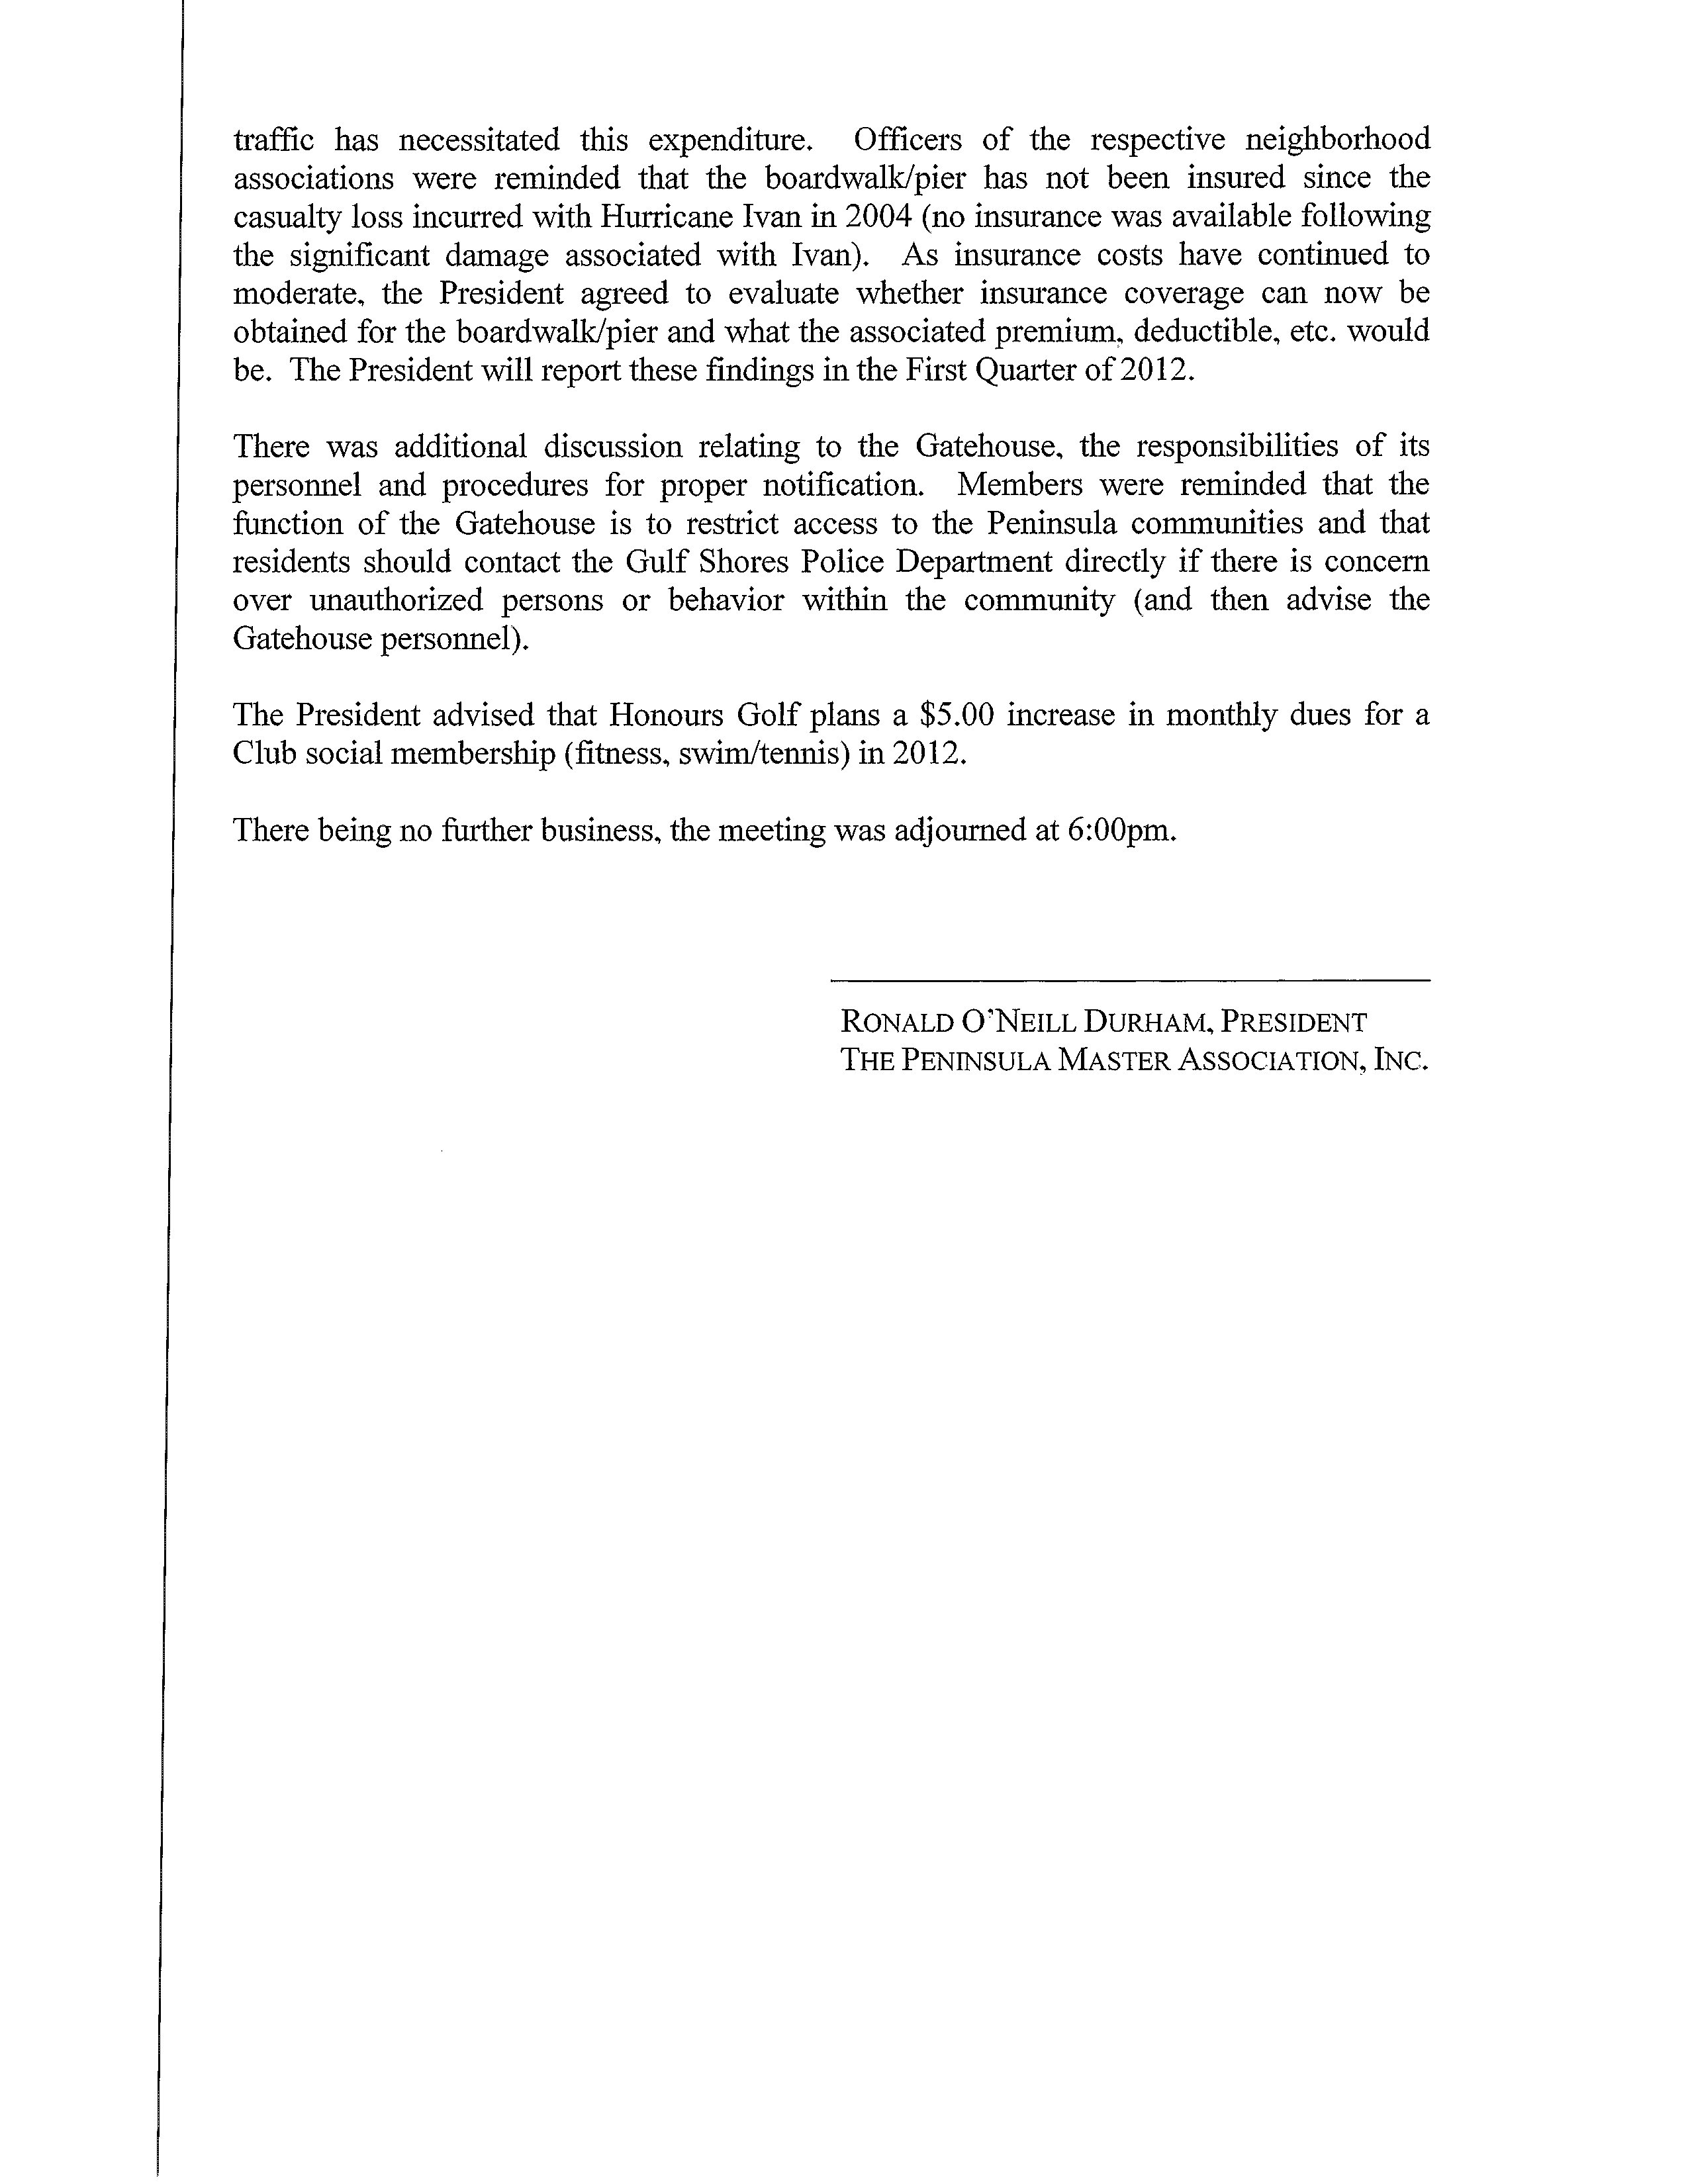 traffic has necessitated this expenditure. Officers of the respective neighborhood
associations were reminded that the boardwalk/pier has not been insured since the
casualty loss incurred with Hurricane Ivan in 2004 (no insurance was available following
the significant damage associated with Ivan). As insurance costs have continued to
moderate, the President agreed to evaluate whether insurance coverage can now be
obtained for the boardwalk/pier and what the associated premium, deductible, etc. would
be. The President will report these findings in the First Quarter of 2012.
There was additional discussion relating to the Gatehouse, the responsibilities of its
personnel and procedures for proper notification. Members were reminded that the
function of the Gatehouse is to restrict access to the Peninsula communities and that
residents should contact the Gulf Shores Police Department directly if there is concern
over unauthorized persons or behavior within the community (and then advise the
Gatehouse personnel).
The President advised that Honours Golf plans a $5.00 increase in monthly dues for a
Club social membership (fitness, swim/tennis) in 2012.
There being no further business, the meeting was adjourned at 6:00pm.
RONALD O'NEILL DURHAM, PRESIDENT
THE PENINSULA MASTER ASSOCIATION, INC.